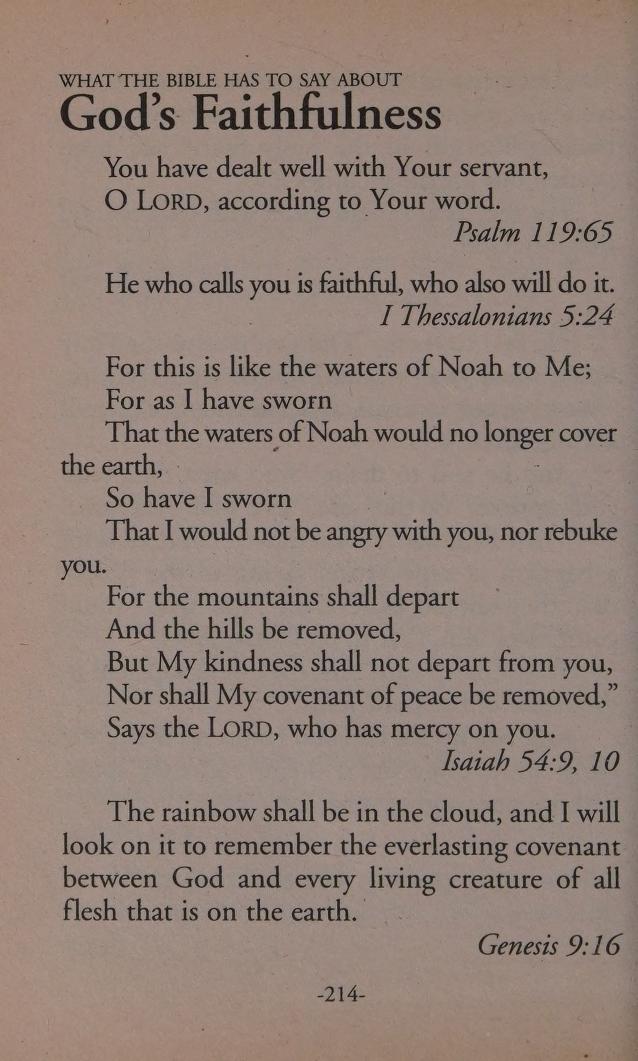 WHAT THE BIBLE HAS TO SAY ABOUT
God's Faithfulness
You have dealt well with Your servant,
O LORD, according to Your word.
Psalm 119:65
He who calls you is faithful, who also will do it.
I Thessalonians 5:24
For this is like the waters of Noah to Me;
For as I have sworn
That the waters of Noah would no longer cover
the earth,
So have I sworn
That I would not be angry with you, nor rebuke
you.
For the mountains shall depart
And the hills be removed,
But My kindness shall not depart from you,
Nor shall My covenant of peace be removed,”
Says the LORD, who has mercy on you.
Isaiah 54:9, 10
The rainbow shall be in the cloud, and I will
look on it to remember the everlasting covenant
between God and every living creature of all
flesh that is on the earth.
Genesis 9:16
-214-